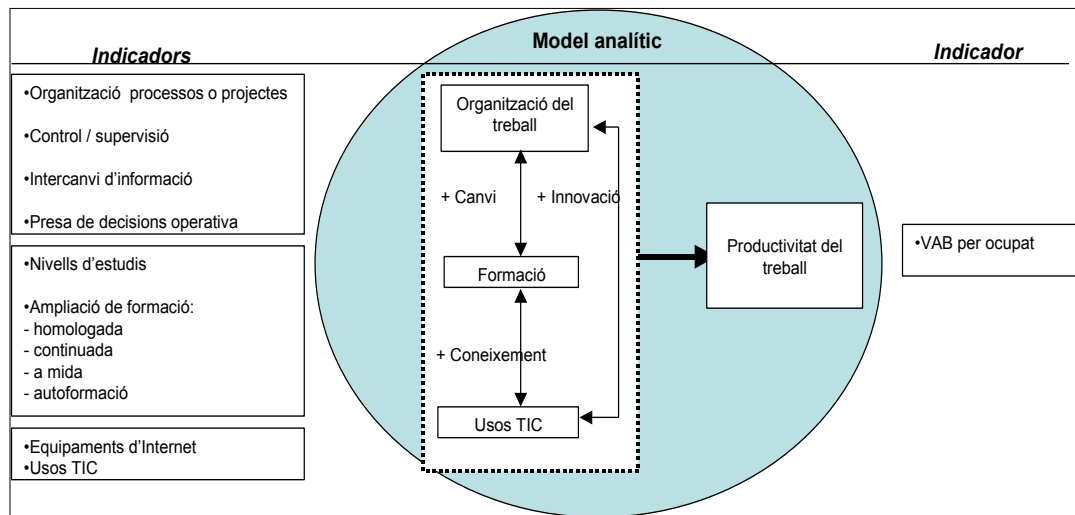 Indicadors
Model analític
Indicador
•Organització processos o projectes
•Control / supervisió
•Intercanvi d'informació
•Presa de decisions operativa
•Nivells d'estudis
•Ampliació de formació:
- homologada
- continuada
- a mida
- autoformació
•Equipaments d'Internet
•Usos TIC
Organització del
treball
+ Canvi
+ Innovació
Formació
+ Coneixement
Usos TIC
Productivitat del
treball
•VAB per ocupat